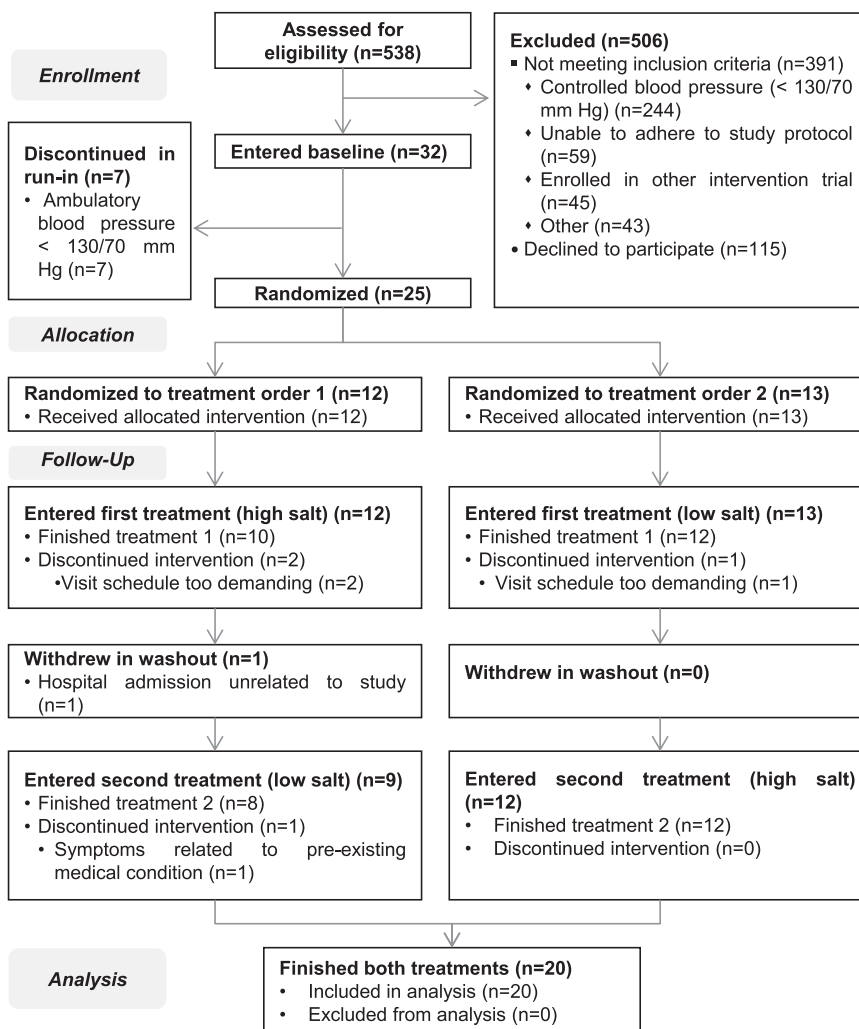 Assessed for
eligibility (n=538)
Enrollment
Excluded (n=506)
▪ Not meeting inclusion criteria (n=391)
♦ Controlled blood pressure (< 130/70
mm Hg) (n=244)
♦ Unable to adhere to study protocol
(n=59)
♦ Enrolled in other intervention trial
(n=45)
♦ Other (n=43)
• Declined to participate (n=115)
Entered baseline (n=32)
Discontinued in
run-in (n=7)
• Ambulatory
blood pressure
< 130/70 mm
Hg (n=7)
Randomized (n=25)
Allocation
Randomized to treatment order 1 (n=12)
• Received allocated intervention (n=12)
Randomized to treatment order 2 (n=13)
• Received allocated intervention (n=13)
Follow-Up
Entered first treatment (high salt) (n=12)
• Finished treatment 1 (n=10)
• Discontinued intervention (n=2)
•Visit schedule too demanding (n=2)
Entered first treatment (low salt) (n=13)
• Finished treatment 1 (n=12)
• Discontinued intervention (n=1)
• Visit schedule too demanding (n=1)
Withdrew in washout (n=1)
• Hospital admission unrelated to study
(n=1)
Withdrew in washout (n=0)
Entered second treatment (low salt) (n=9)
• Finished treatment 2 (n=8)
• Discontinued intervention (n=1)
• Symptoms related to pre-existing
medical condition (n=1)
Entered second treatment (high salt)
(n=12)
• Finished treatment 2 (n=12)
• Discontinued intervention (n=0)
Analysis
Finished both treatments (n=20)
• Included in analysis (n=20)
• Excluded from analysis (n=0)